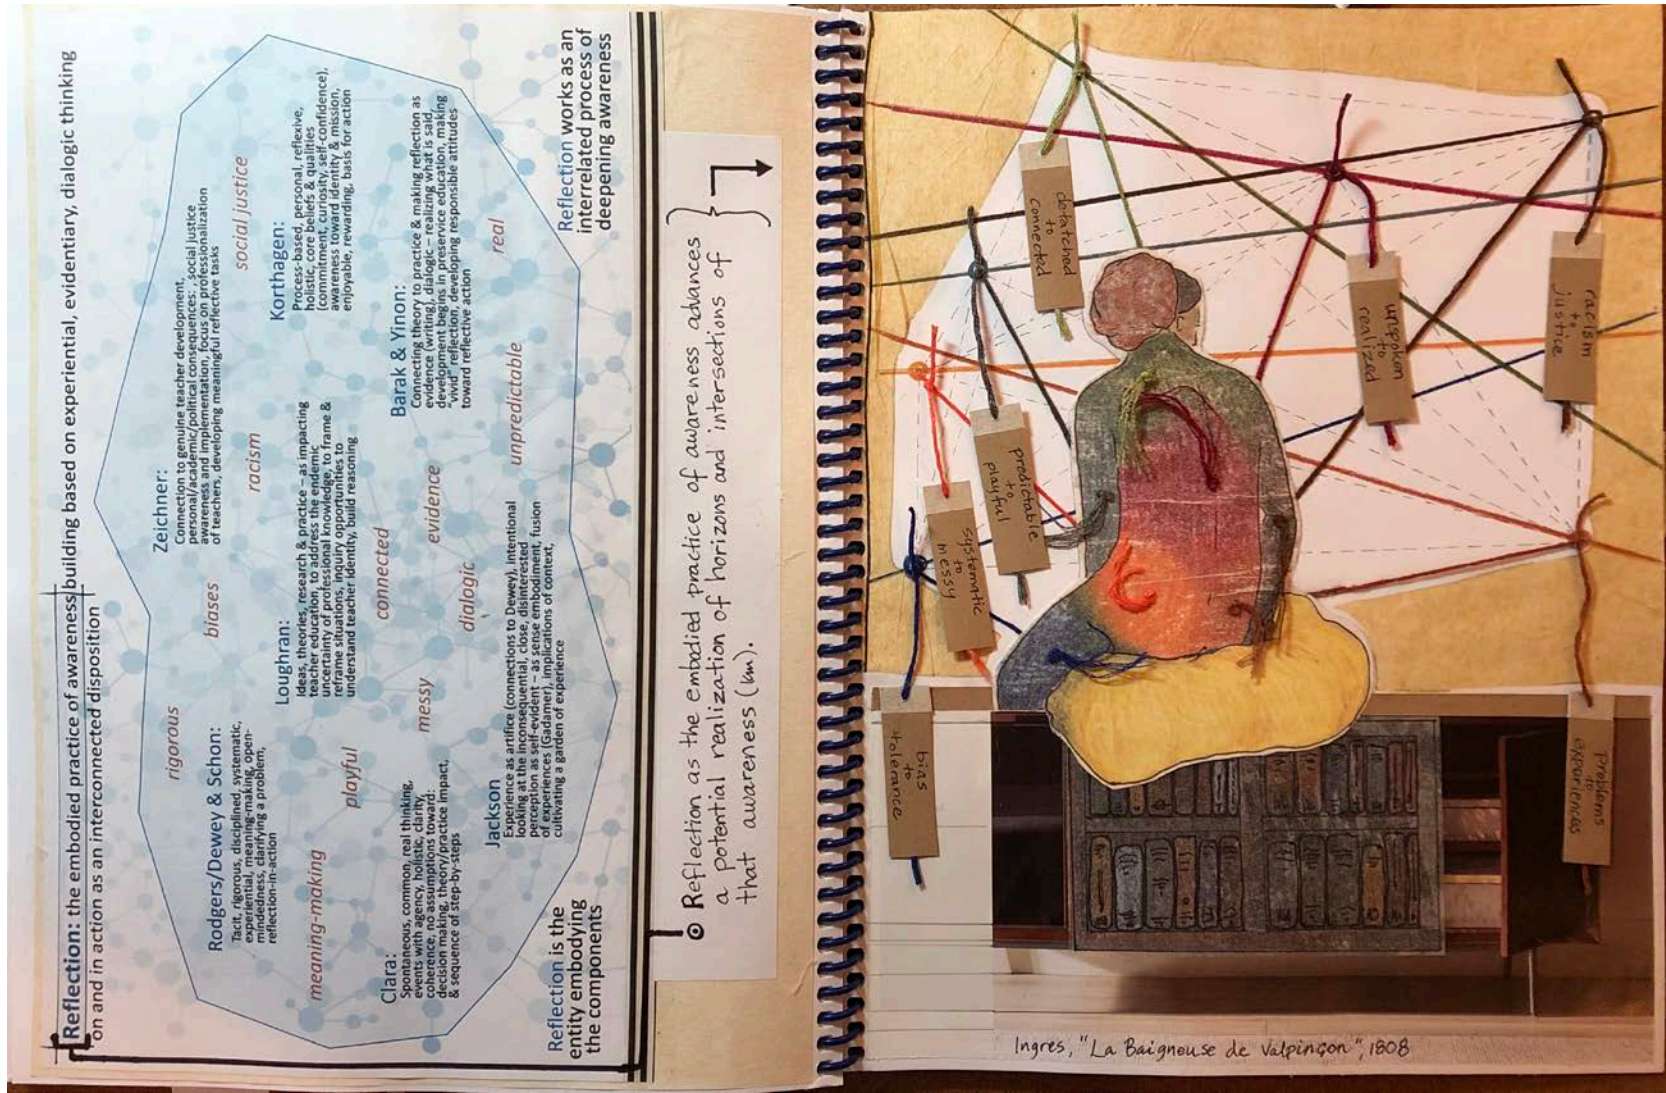 Reflection: the embodied practice of awareness building based on experiential, evidentiary, dialogic thinking
on and in action as an interconnected disposition
Zeichner:
Connection to genuine teacher development,
personal/academic/political consequences: , social justice
awareness and implementation, focus on professionalization
of teachers, developing meaningful reflective tasks
rigorous
biases
racism
social justice
Rodgers/Dewey & Schon:
Tacit, rigorous, disciplined, systematic,
experiential, meaning-making, open-
mindedness, clarifying a problem,
reflection-in-action
Loughran:
Ideas, theories, research & practice – as impacting
teacher education, to address the endemic
uncertainty of professional knowledge, to frame &
reframe situations, inquiry opportunities to
understand teacher identity, build reasoning
Korthagen:
Process-based, personal, reflexive,
holistic, core beliefs & qualities
(commitment, curiosity, self-confidence),
awareness toward identity & mission,
enjoyable, rewarding, basis for action
meaning-making
playful
connected
Clara:
Spontaneous, common, real thinking,
events with agency, holistic, clarity
coherence, no assumptions toward:
decision making, theory/practice impact,
& sequence of step-by-steps
messy
evidence
dialogic
Barak & Yinon:
Connecting theory to practice & making reflection as
evidence (writing), dialogic – realizing what is said,
development begins in preservice education, making
"vivid" reflection, developing responsible attitudes
toward reflective action
real
unpredictable
Jackson
Experience as artifice (connections to Dewey), intentional
looking at the inconsequential, close, disinterested
perception as self-evident – as sense embodiment, fusion
of experiences (Gadamer), implications of context,
cultivating a garden of experience
Reflection is the
entity embodying
the components
Reflection works as an
interrelated process of
deepening awareness
Reflection as the embodied practice of awareness advances
a potential realization of horizons and intersections of
that awareness (km).
detatched
to
connected
unspoken
to
realized
racism
to
justice
predictable
to
playful
systematic
to
messy
bias
to
tolerance
problems
to
experiences
Ingres, "La Baigneuse de Valpinçon", 1808